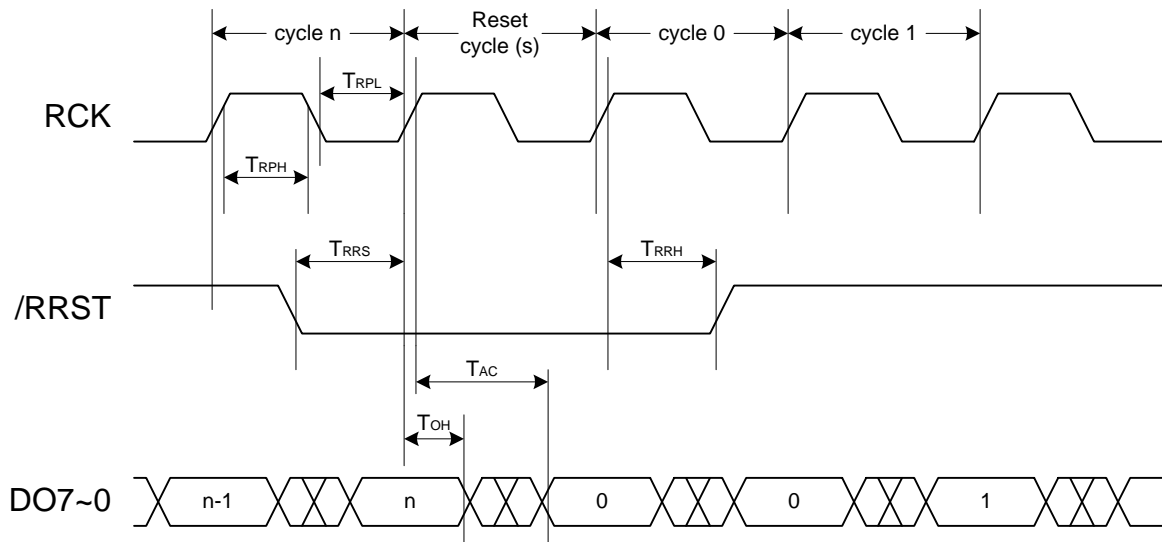 cycle n
Reset
cycle (s)
cycle 0
cycle 1
TRPL
RCK
TRPH
TRRS
TRRH
/RRST
TAC
TOH
DO7~0
n-1
n
0
0
1